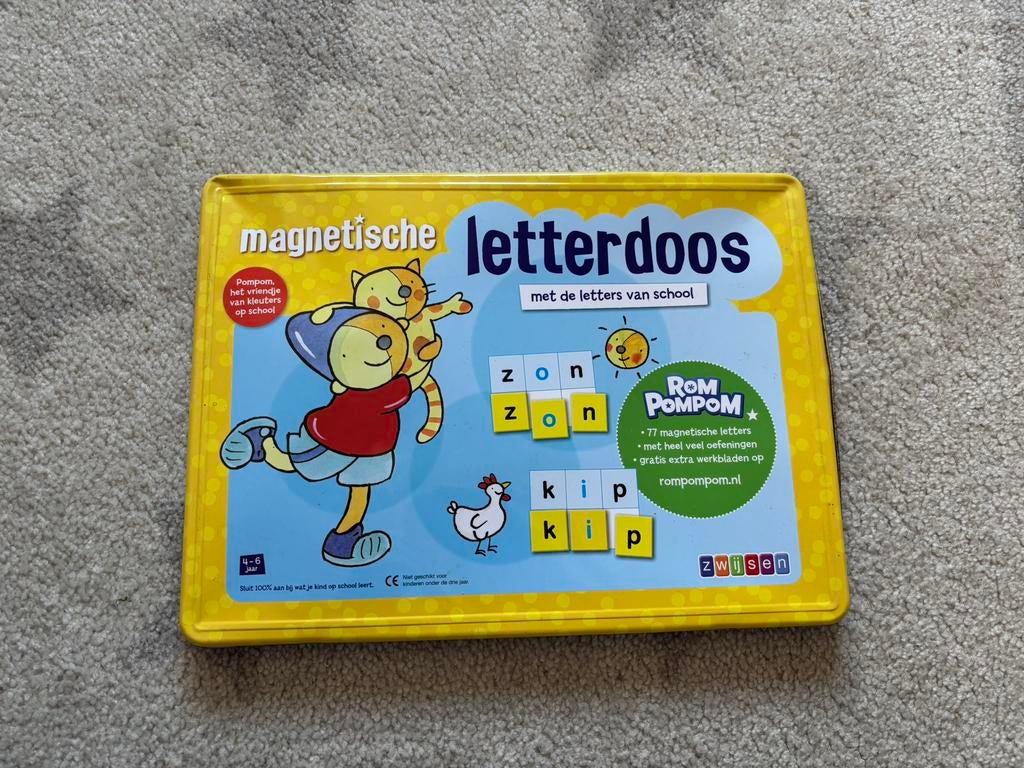 magnetische
letterdoos
met de letters van school
Pompom,
het vriendje
van kleuters
op school
z o n
z o n
ROM
POMPOM
• 77 magnetische letters
• met heel veel oefeningen
• gratis extra werkbladen op
rompompom.nl
k i p
k i p
4-6
jaar
Sluit 100% aan bij wat je kind op school leert.
CE
Niet geschikt voor
kinderen onder de drie jaar.
zwijsen